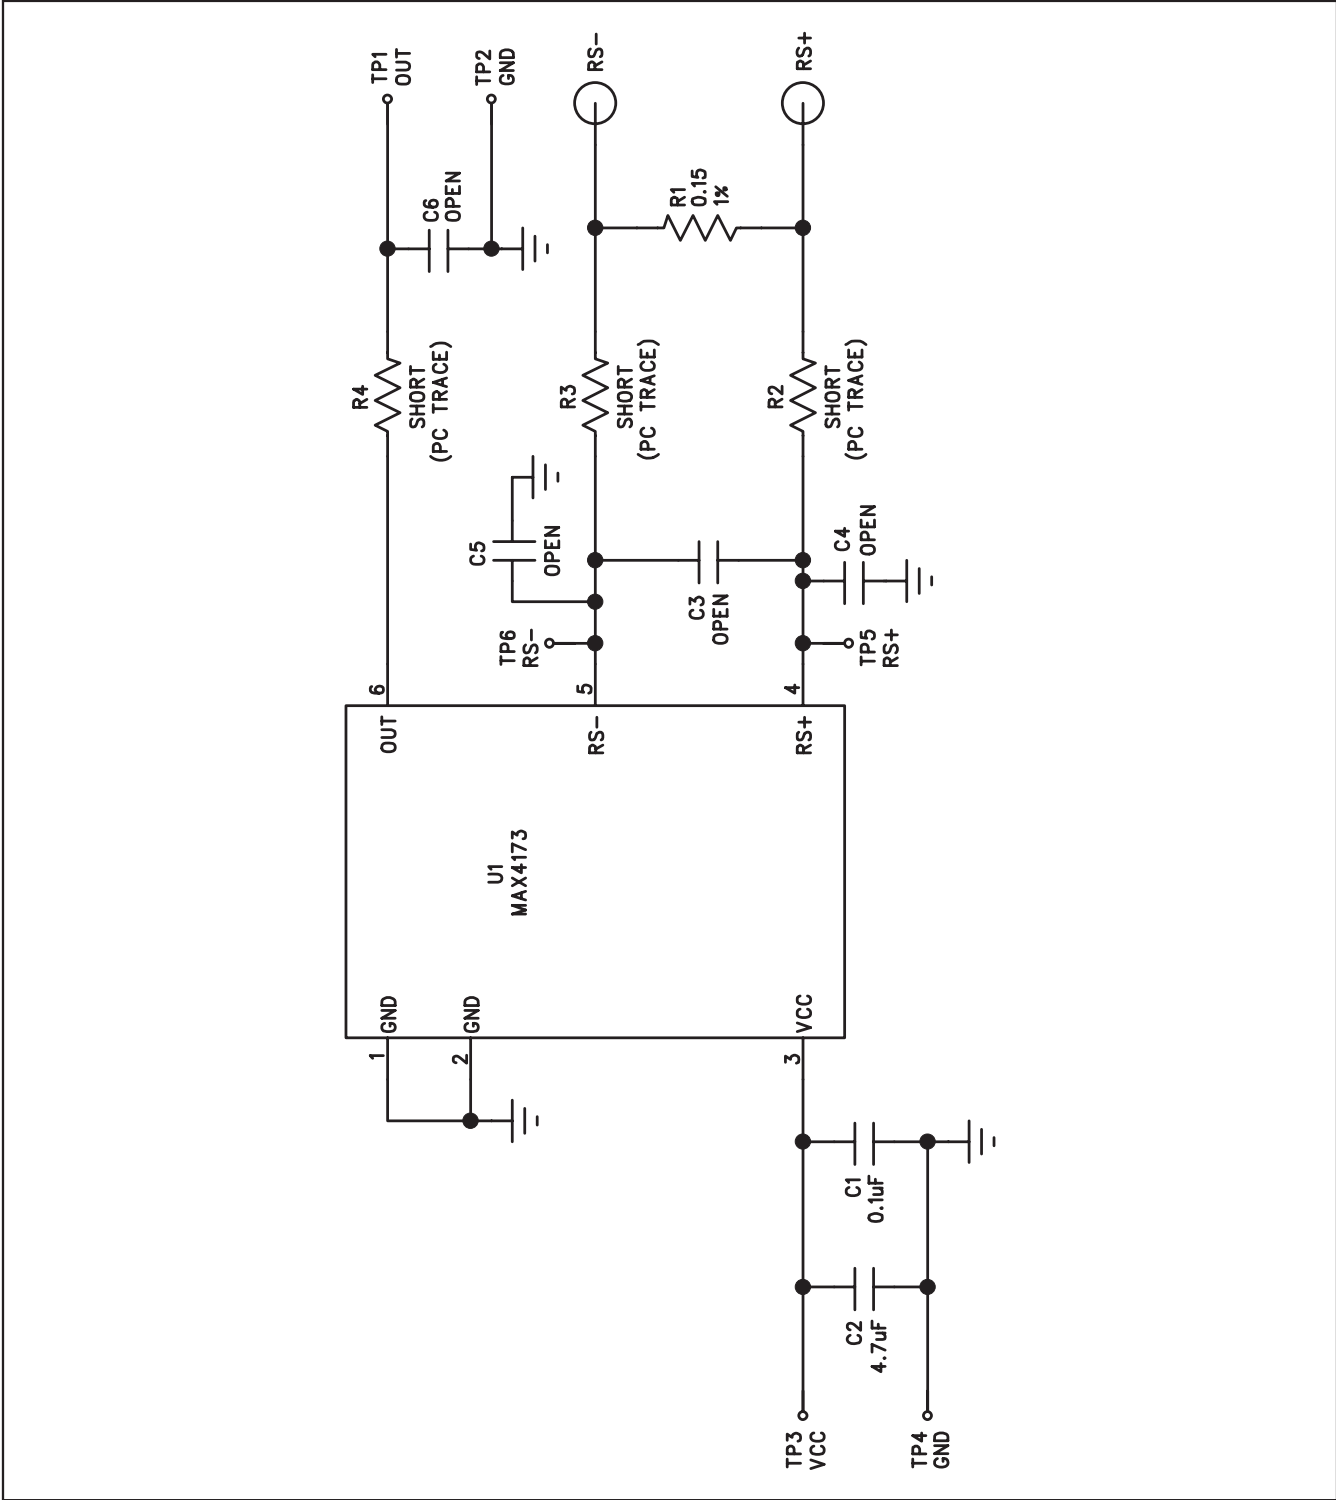 TP1
OUT
TP2
GND
RS-
RS+
C6
OPEN
R1
0.15
1%
R4
SHORT
(PC TRACE)
R3
SHORT
(PC TRACE)
R2
SHORT
(PC TRACE)
C5
OPEN
C3
OPEN
C4
OPEN
TP6
RS-
TP5
RS+
6
5
4
OUT
RS-
RS+
U1
MAX4173
GND
GND
VCC
1
2
3
C1
0.1uF
C2
4.7uF
TP3
VCC
TP4
GND